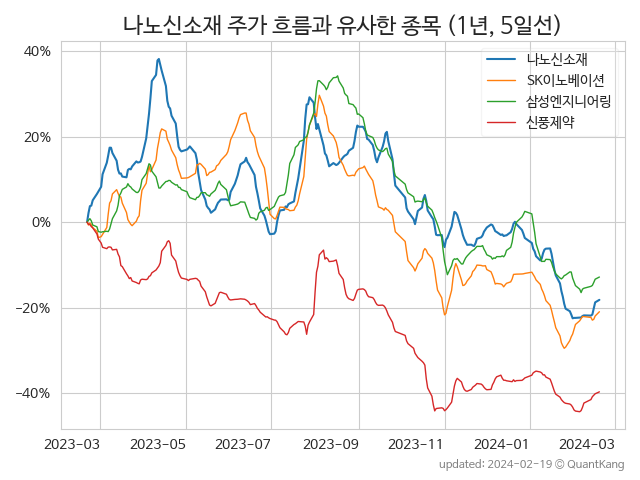 나노신소재 주가 흐름과 유사한 종목 (1년, 5일선)
나노신소재
SK이노베이션
삼성엔지니어링
신풍제약
40%
20%
0%
−20%
−40%
2023-03 2023-05 2023-07 2023-09 2023-11 2024-01 2024-03
updated: 2024-02-19 © QuantKang